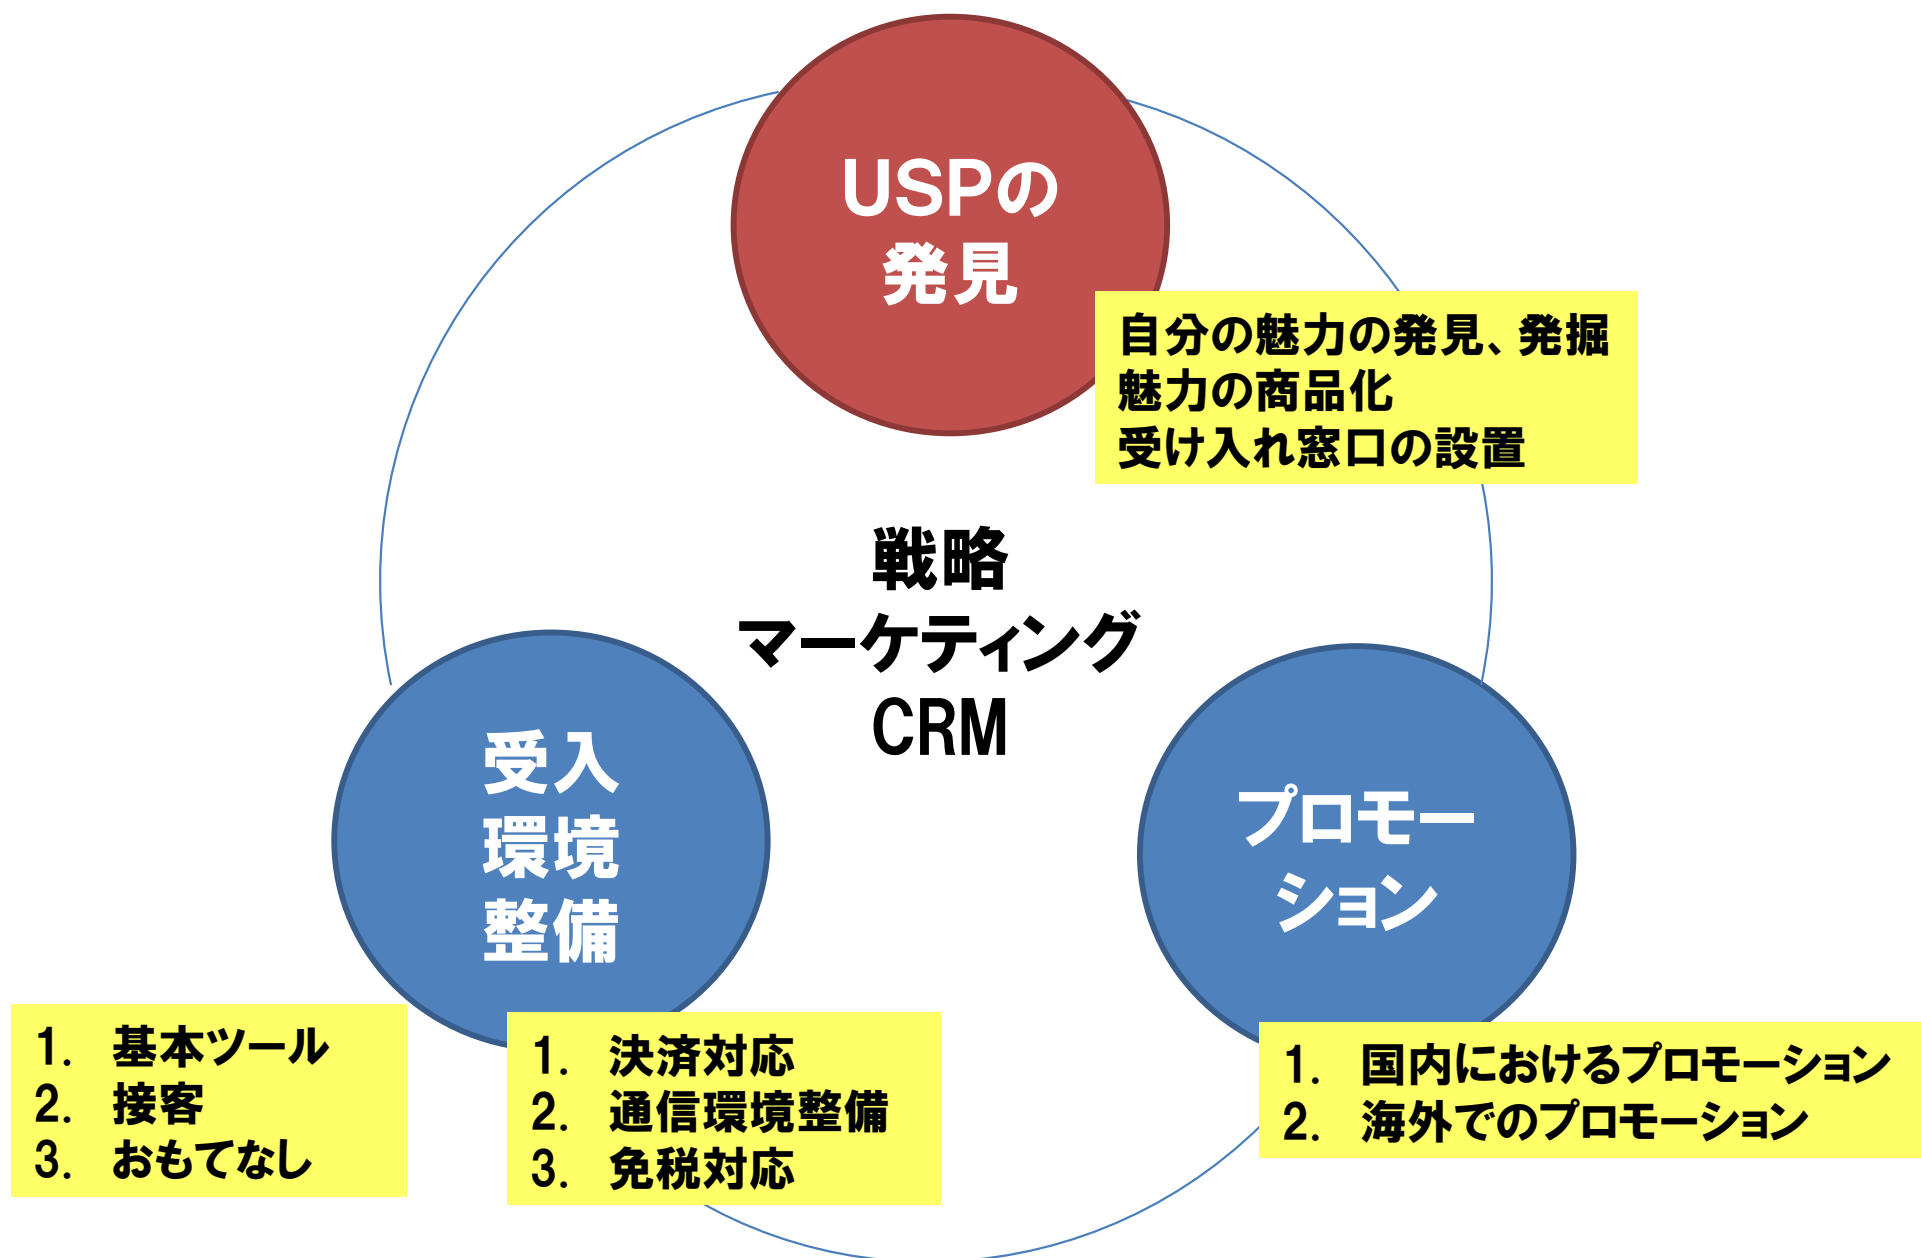 USPの
発見
自分の魅力の発見、発掘
魅力の商品化
受け入れ窓口の設置
戦略
マーケティング
CRM
受入
環境
整備
プロモー
ション
1. 基本ツール
2. 接客
3. おもてなし
1. 決済対応
2. 通信環境整備
3. 免税対応
1. 国内におけるプロモーション
2. 海外でのプロモーション